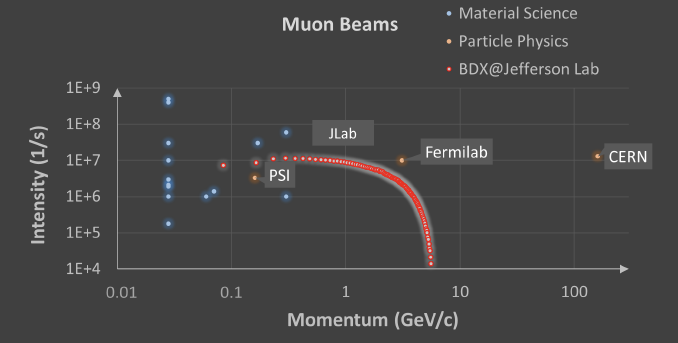 Muon Beams
Material Science
Particle Physics
BDX@Jefferson Lab
Intensity (1/s)
1E+9
1E+8
1E+7
1E+6
1E+5
1E+4
JLab
Fermilab
CERN
PSI
0.01
0.1
1
10
100
Momentum (GeV/c)